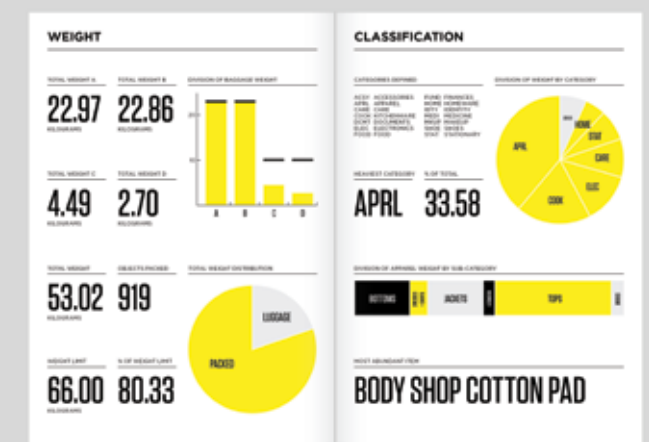 WEIGHT
TOTAL WEIGHT A
TOTAL WEIGHT B
DIVISION OF BAGGAGE WEIGHT
22.97
22.86
KILOGRAMS
KILOGRAMS
A B C D
TOTAL WEIGHT C
TOTAL WEIGHT D
4.49
2.70
KILOGRAMS
KILOGRAMS
TOTAL WEIGHT
OBJECTS PACKED
TOTAL WEIGHT DISTRIBUTION
53.02
919
KILOGRAMS
LUGGAGE
PACKED
WEIGHT LIMIT
% OF WEIGHT LIMIT
66.00
80.33
KILOGRAMS
CLASSIFICATION
CATEGORIES DEFINED
DIVISION OF WEIGHT BY CATEGORY
ACCY ACCESSORIES
APRL APPAREL
CARE CARE
COOK KITCHENWARE
DCMT DOCUMENTS
ELEC ELECTRONICS
FOOD FOOD
FUND FINANCES
HOME HOMEWARE
IDENTITY
MEDI MEDICINE
MKUP MAKEUP
SHOE SHOES
STAT STATIONARY
HOME
STAT
CARE
ELEC
COOK
APRL
HEAVIEST CATEGORY
% OF TOTAL
APRL
33.58
DIVISION OF APPAREL WEIGHT BY SUB-CATEGORY
BOTTOMS
JACKETS
TOPS
MOST ABUNDANT ITEM
BODY SHOP COTTON PAD